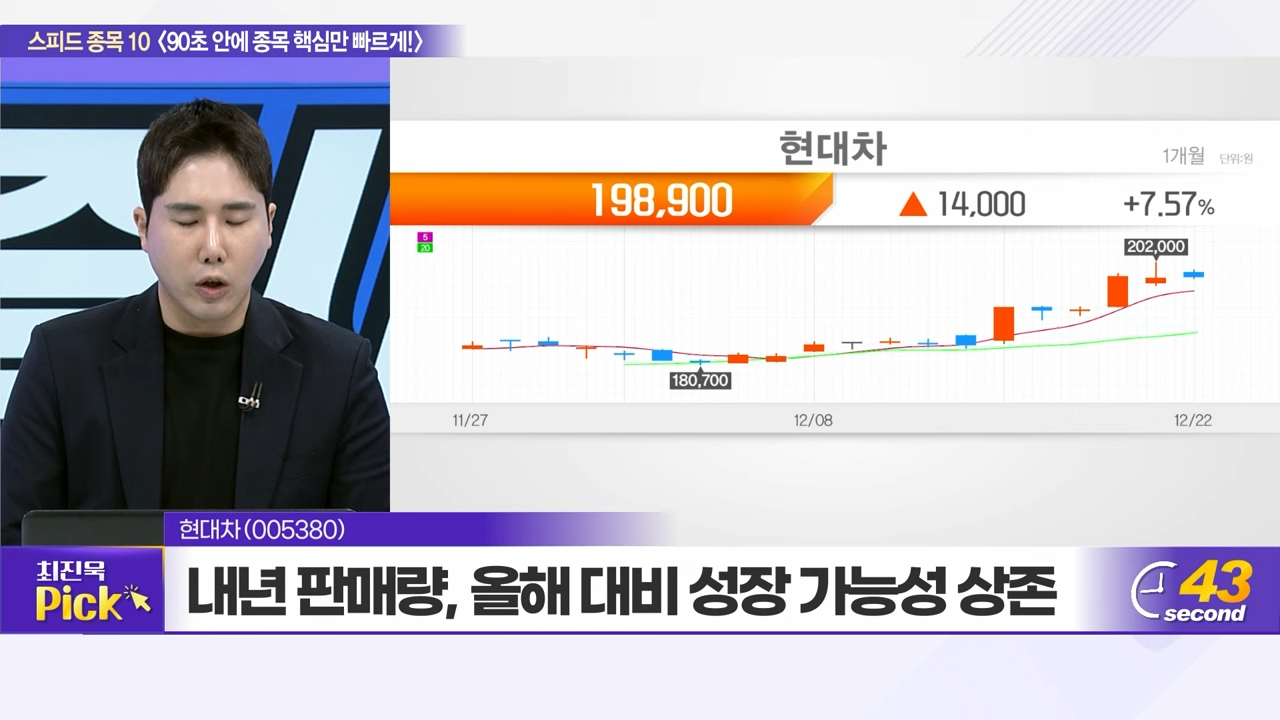 스피드 종목 10 〈90초 안에 종목 핵심만 빠르게!〉
현대차
1개월 단위:원
198,900 ▲ 14,000 +7.57%
5
20
202,000
180,700
11/27 12/08 12/22
현대차(005380)
최진묵
Pick
내년 판매량, 올해 대비 성장 가능성 상존
43
second